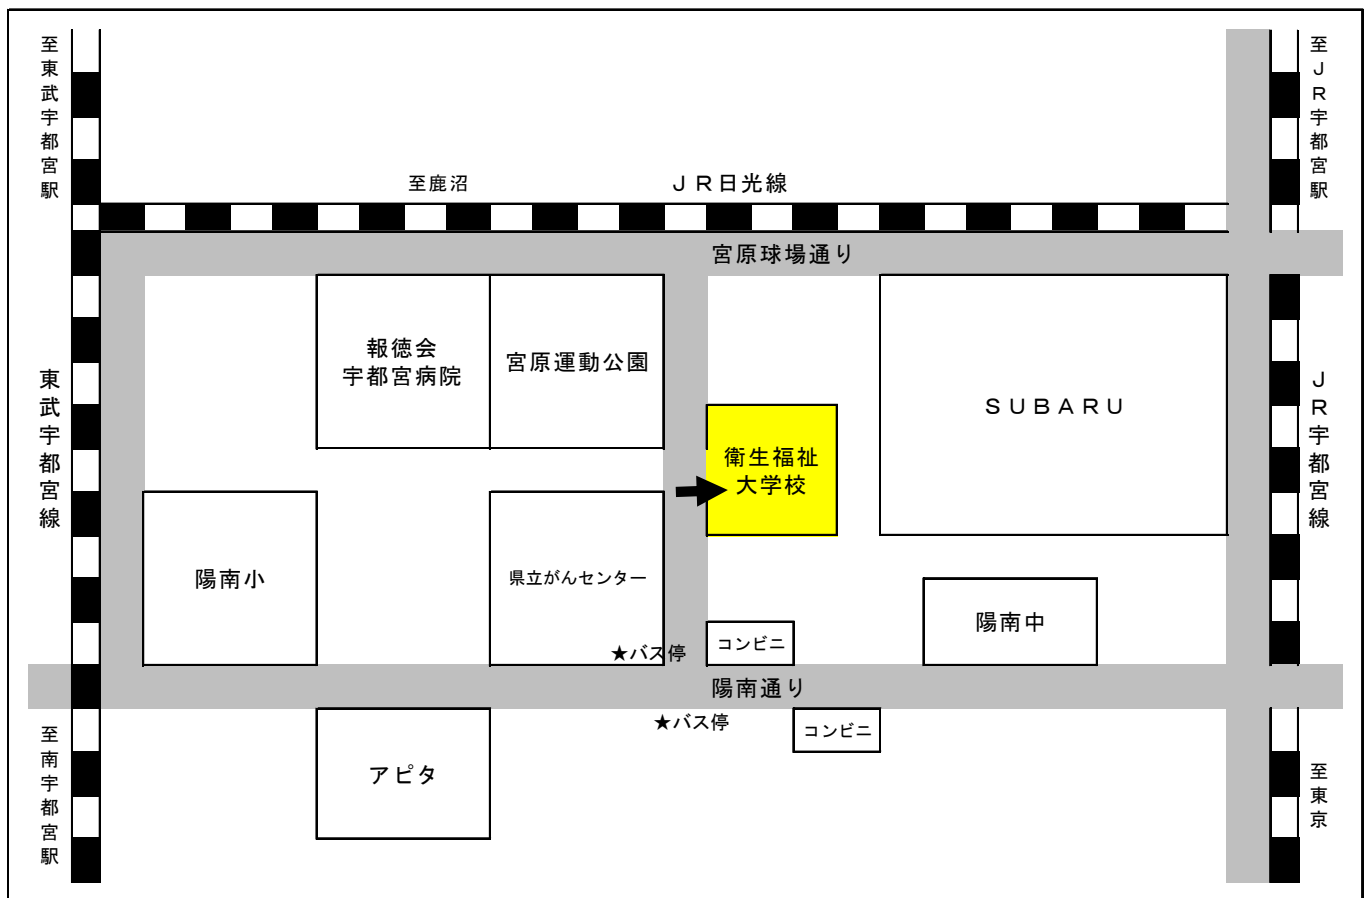 至東武宇都宮駅
至JR宇都宮駅
至鹿沼
JR日光線
宮原球場通り
報徳会
宇都宮病院
宮原運動公園
東武宇都宮線
SUBARU
JR宇都宮線
衛生福祉
大学校
陽南小
県立がんセンター
陽南中
コンビニ
★バス停
陽南通り
★バス停
コンビニ
至南宇都宮駅
アピタ
至東京